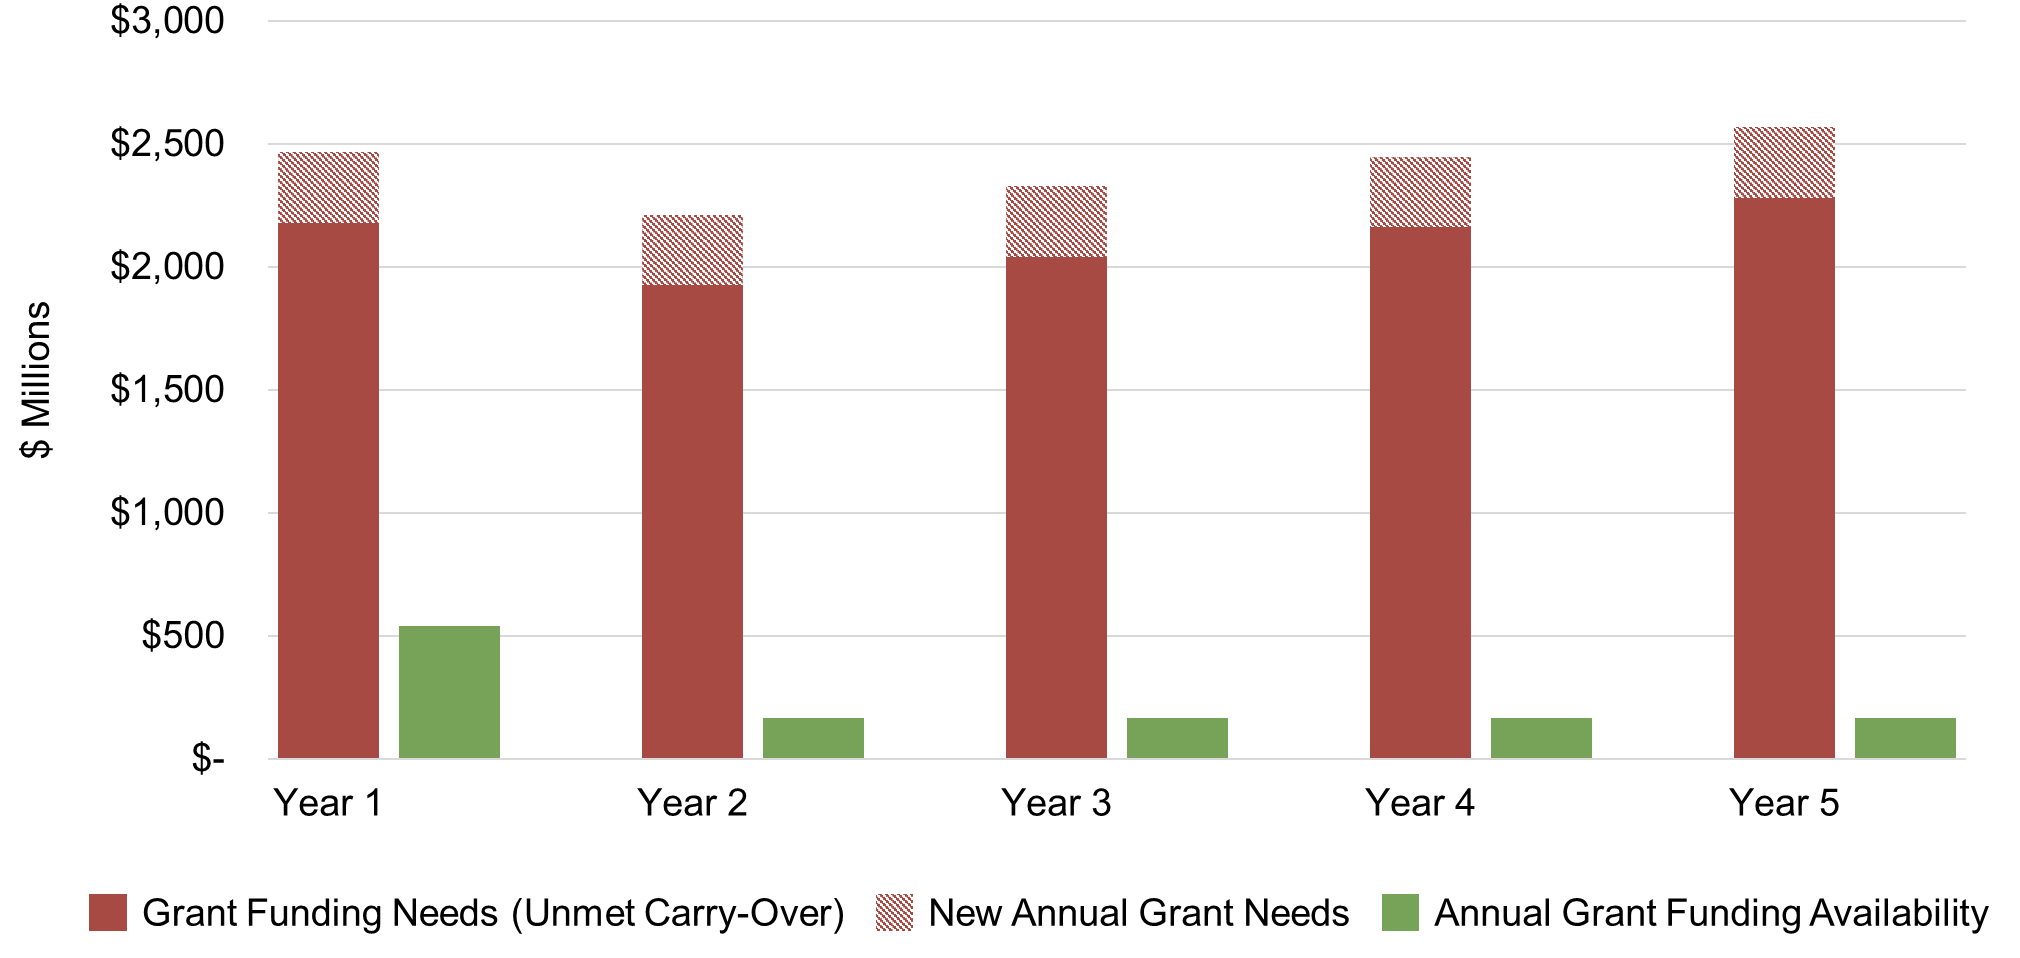 $3,000
$2,500
$2,000
$1,500
$1,000
$500
$-
$ Millions
Year 1
Year 2
Year 3
Year 4
Year 5
Grant Funding Needs (Unmet Carry-Over)
New Annual Grant Needs
Annual Grant Funding Availability